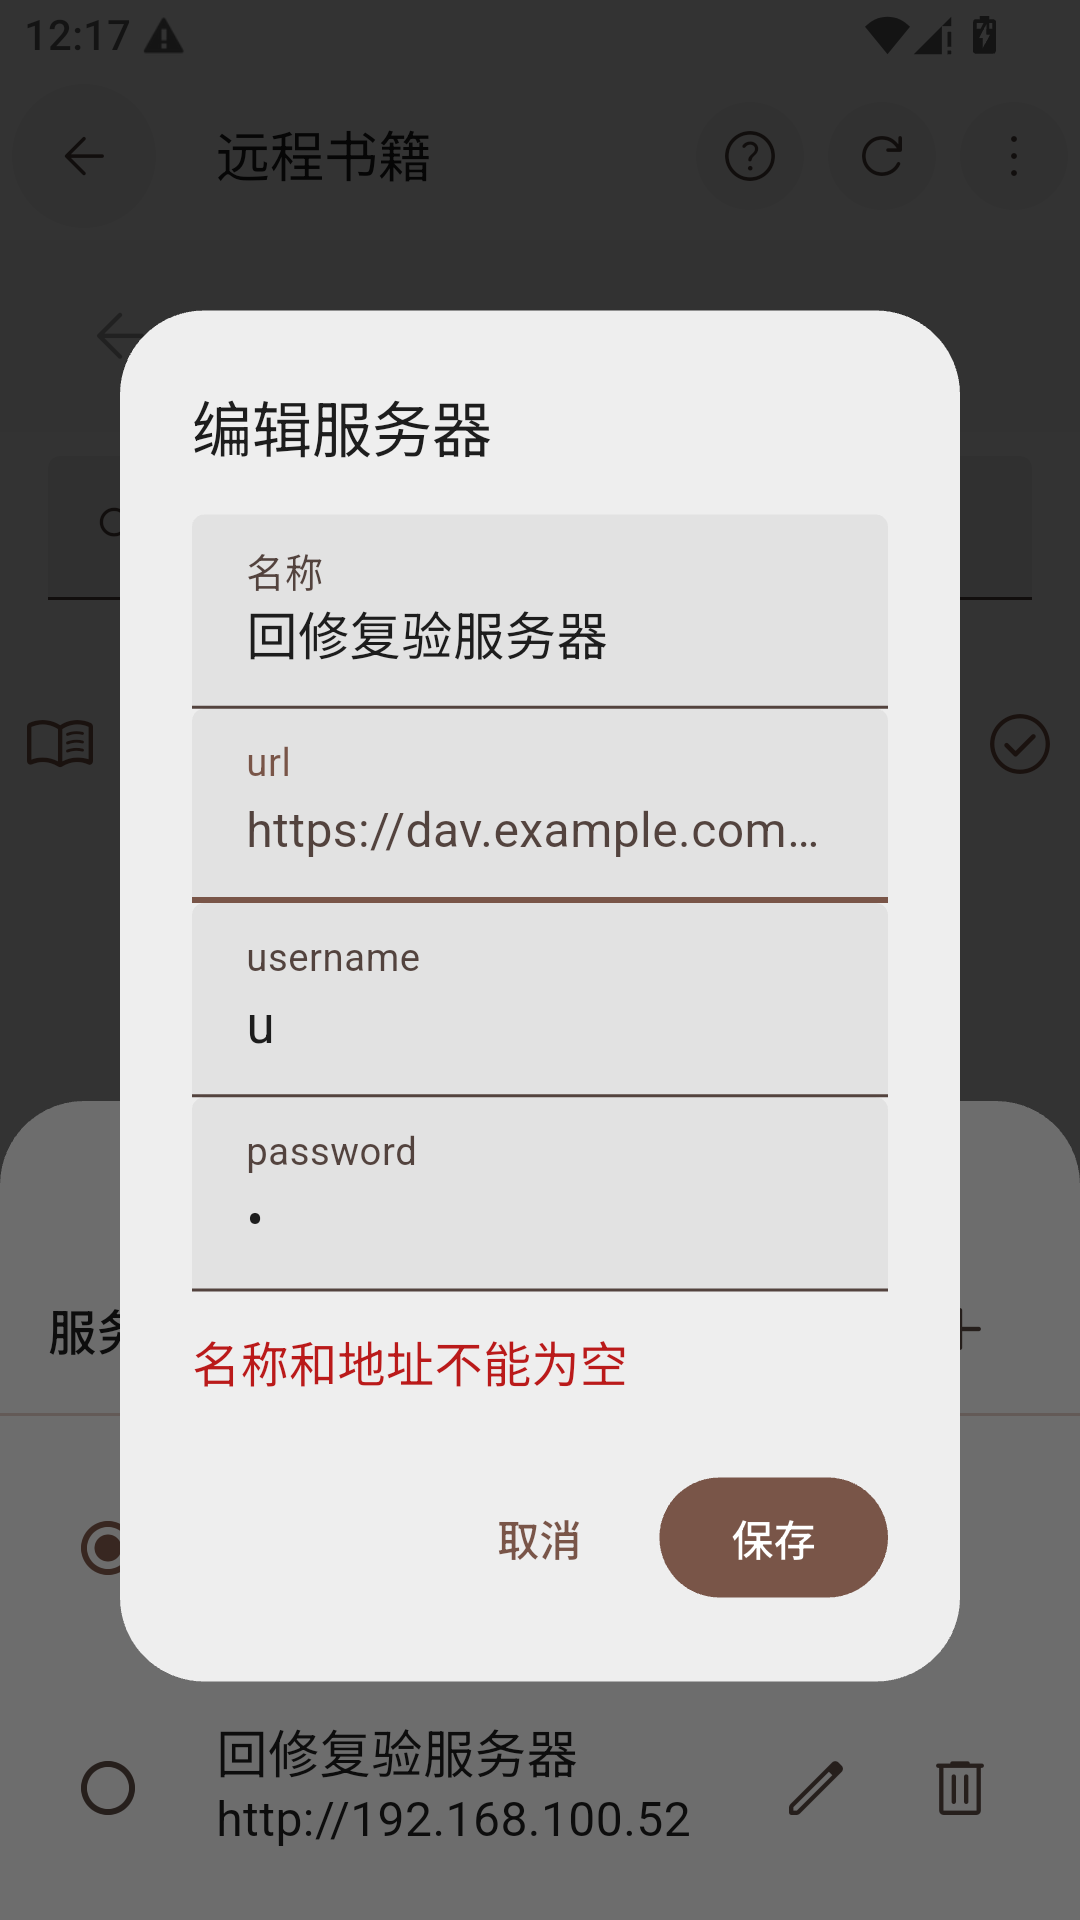 12:17
远程书籍
编辑服务器
名称
回修复验服务器
url
https://dav.example.com...
username
u
password
•
名称和地址不能为空
取消
保存
服务
回修复验服务器
http://192.168.100.52